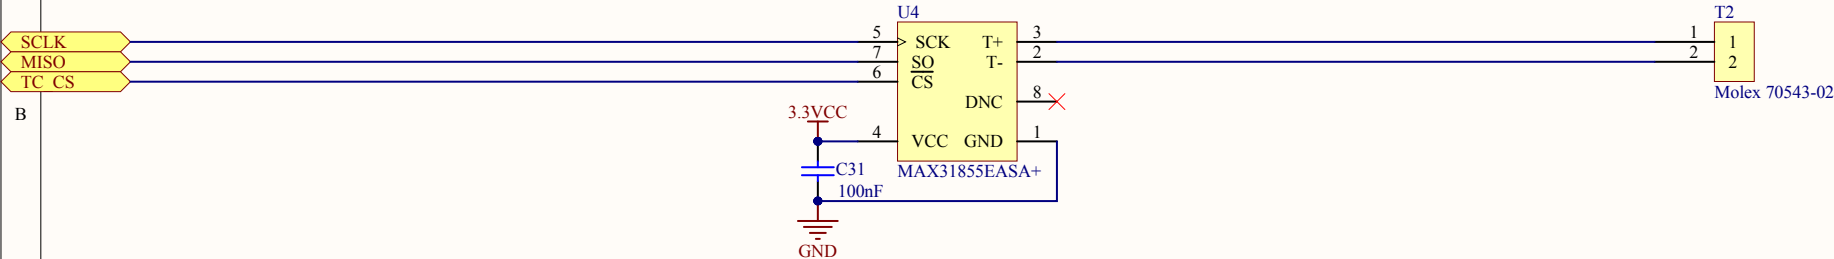 U4
T2
SCLK
5
SCK
T+
3
1
1
MISO
7
SO
T-
2
2
2
TC_CS
6
CS
Molex 70543-02
DNC
8
B
3.3VCC
4
VCC
GND
1
C31
MAX31855EASA+
100nF
GND